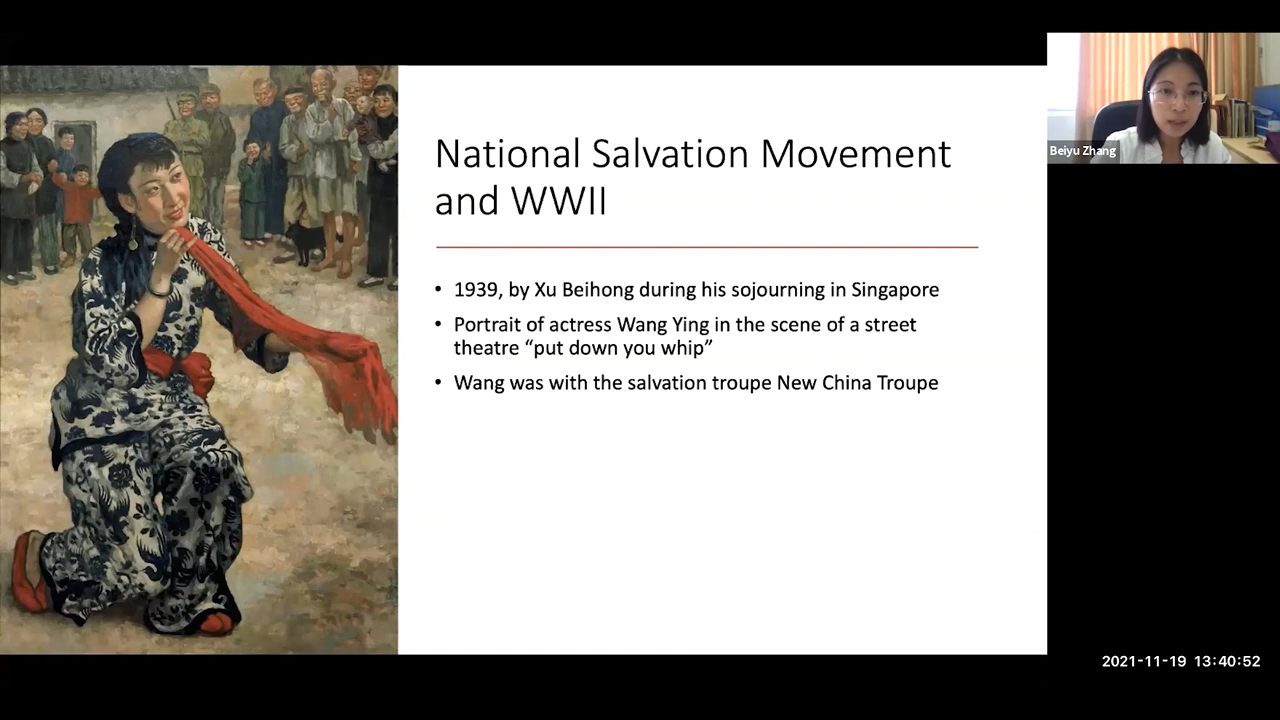 National Salvation Movement
and WWII
• 1939, by Xu Beihong during his sojourning in Singapore
• Portrait of actress Wang Ying in the scene of a street
theatre “put down you whip”
• Wang was with the salvation troupe New China Troupe
Beiyu Zhang
2021-11-19 13:40:52